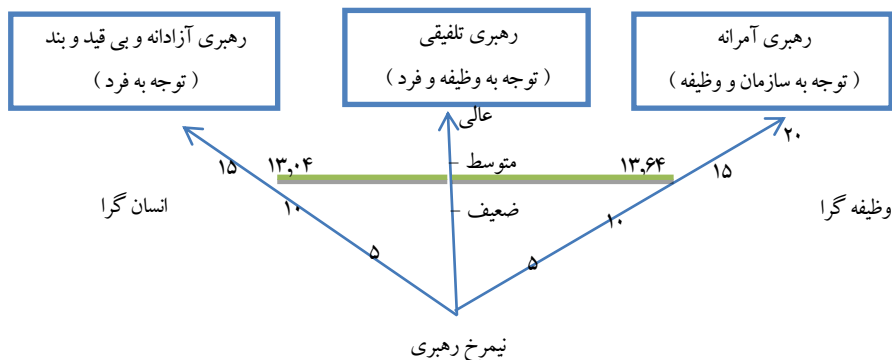 رهبری آمرانه
( توجه به سازمان و وظیفه )
رهبری تلفیقی
( توجه به وظیفه و فرد )
رهبری آزادانه و بی قید و بند
( توجه به فرد )
عالی
۲۰
متوسط
۱۳,۶۴
۱۳,۰۴
۱۵
۱۵
وظیفه گرا
ضعیف
انسان گرا
۱۰
۱۰
۵
۵
نیمرخ رهبری